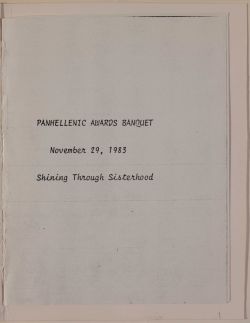 PANHELLENIC AWARDS BANQUET
November 29, 1983
Shining Through Sisterhood